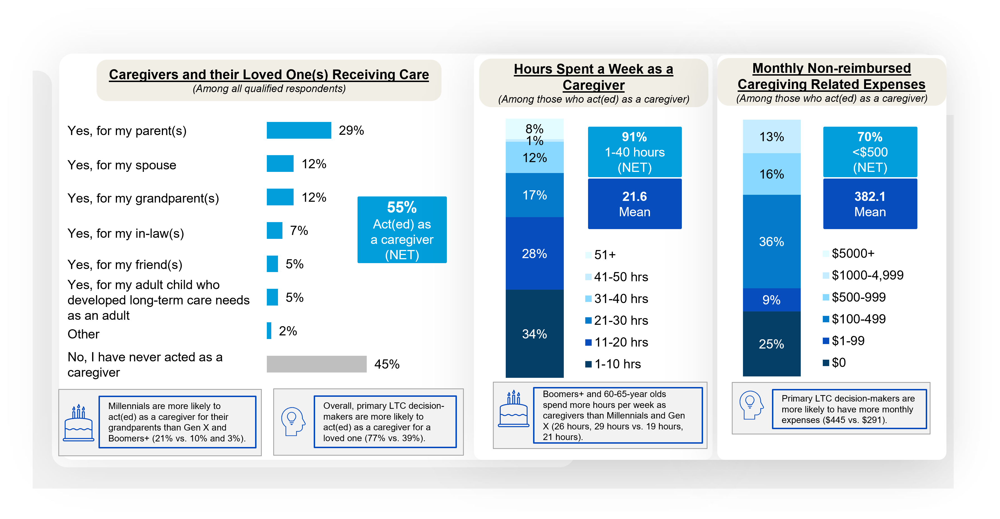 Caregivers and their Loved One(s) Receiving Care
(Among all qualified respondents)
Yes, for my parent(s)
29%
Yes, for my spouse
12%
Yes, for my grandparent(s)
12%
Yes, for my in-law(s)
7%
Yes, for my friend(s)
5%
Yes, for my adult child who
developed long-term care needs
as an adult
5%
Other
2%
No, I have never acted as a
caregiver
45%
55%
Act(ed) as
a caregiver
(NET)
Millennials are more likely to
act(ed) as a caregiver for their
grandparents than Gen X and
Boomers+ (21% vs. 10% and 3%).
Overall, primary LTC decision-
makers are more likely to
act(ed) as a caregiver for a
loved one (77% vs. 39%).
Hours Spent a Week as a
Caregiver
(Among those who act(ed) as a caregiver)
8%
1%
12%
17%
28%
34%
91%
1-40 hours
(NET)
21.6
Mean
51+
41-50 hrs
31-40 hrs
21-30 hrs
11-20 hrs
1-10 hrs
Boomers+ and 60-65-year olds
spend more hours per week as
caregivers than Millennials and Gen
X (26 hours, 29 hours vs. 19 hours,
21 hours).
Monthly Non-reimbursed
Caregiving Related Expenses
(Among those who act(ed) as a caregiver)
13%
16%
36%
9%
25%
70%
<$500
(NET)
382.1
Mean
$5000+
$1000-4,999
$500-999
$100-499
$1-99
$0
Primary LTC decision-makers are
more likely to have more monthly
expenses ($445 vs. $291).